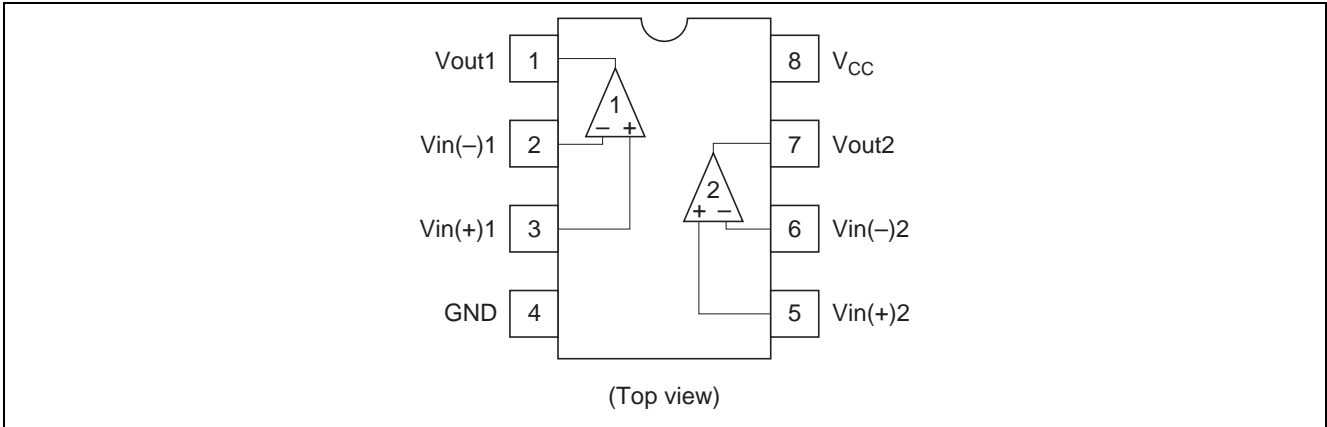 Vout1 1 8 V_CC
1
– +
Vin(–)1 2 7 Vout2
2
+ –
Vin(+)1 3 6 Vin(–)2
GND 4 5 Vin(+)2
(Top view)